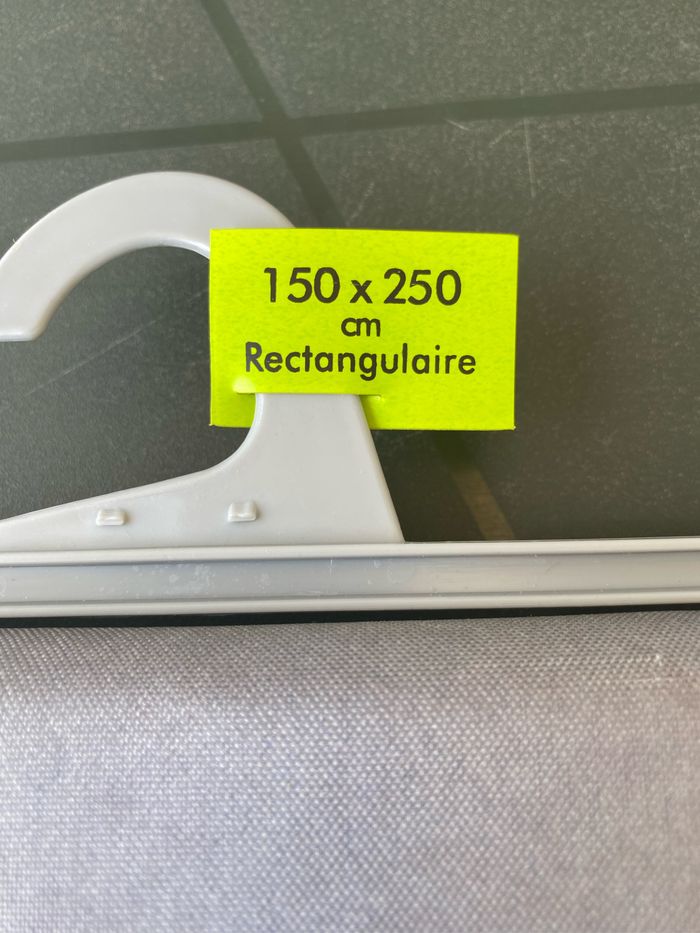 150 x 250
cm
Rectangulaire